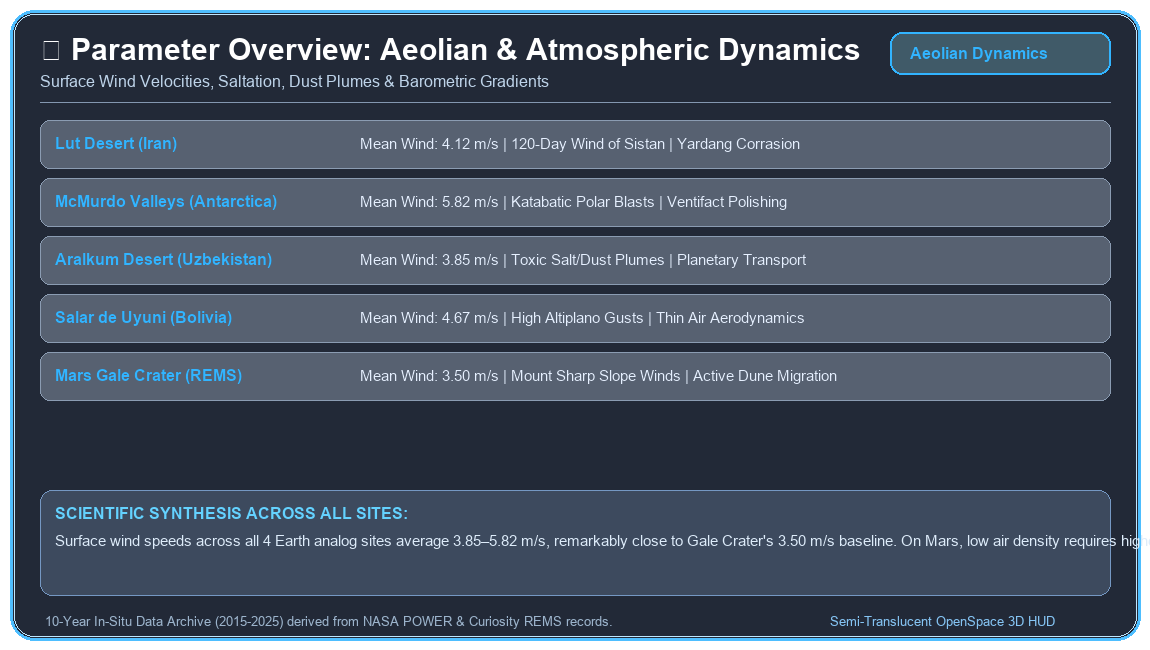 Parameter Overview: Aeolian & Atmospheric Dynamics
Aeolian Dynamics
Surface Wind Velocities, Saltation, Dust Plumes & Barometric Gradients
Lut Desert (Iran) Mean Wind: 4.12 m/s | 120-Day Wind of Sistan | Yardang Corrasion
McMurdo Valleys (Antarctica) Mean Wind: 5.82 m/s | Katabatic Polar Blasts | Ventifact Polishing
Aralkum Desert (Uzbekistan) Mean Wind: 3.85 m/s | Toxic Salt/Dust Plumes | Planetary Transport
Salar de Uyuni (Bolivia) Mean Wind: 4.67 m/s | High Altiplano Gusts | Thin Air Aerodynamics
Mars Gale Crater (REMS) Mean Wind: 3.50 m/s | Mount Sharp Slope Winds | Active Dune Migration
SCIENTIFIC SYNTHESIS ACROSS ALL SITES:
Surface wind speeds across all 4 Earth analog sites average 3.85–5.82 m/s, remarkably close to Gale Crater's 3.50 m/s baseline. On Mars, low air density requires
10-Year In-Situ Data Archive (2015-2025) derived from NASA POWER & Curiosity REMS records.
Semi-Translucent OpenSpace 3D HUD